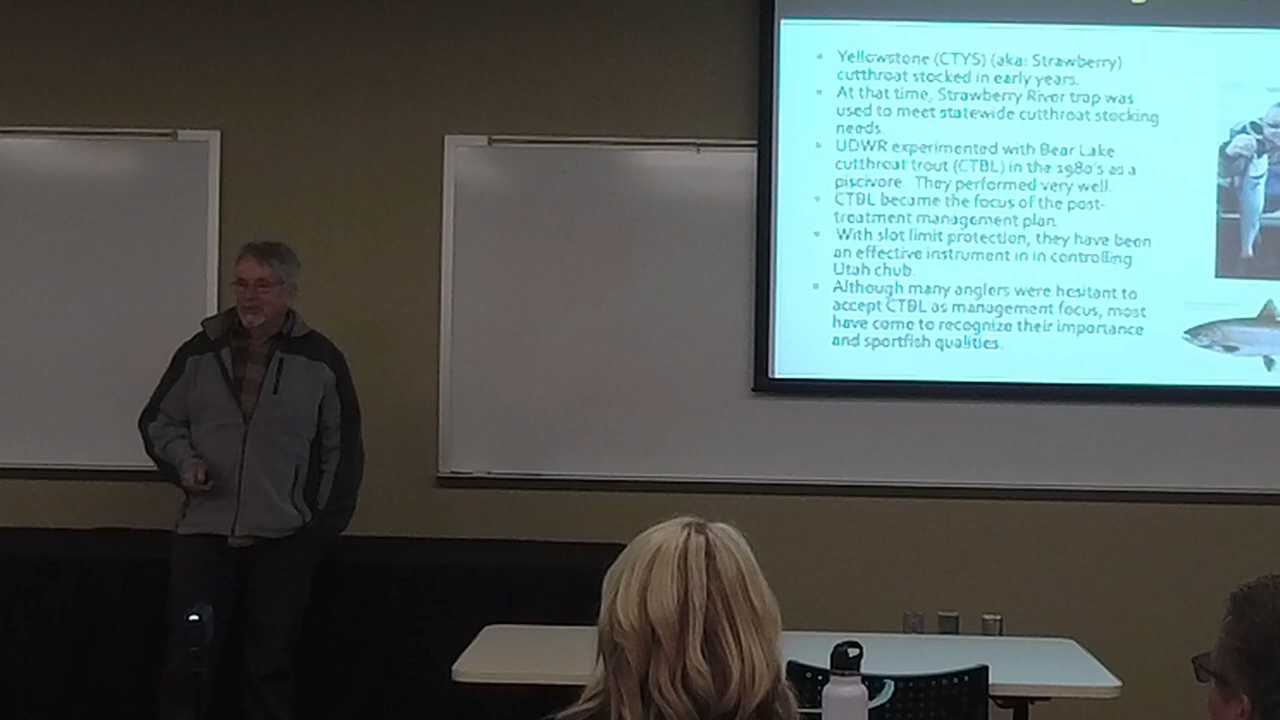 Yellowstone (CTYS) (aka: Strawberry)
cutthroat stocked in early years.
At that time, Strawberry River trap was
used to meet statewide cutthroat stocking
needs.
UDWR experimented with Bear Lake
cutthroat trout (CTBL) in the 1980's as a
piscivore. They performed very well.
CTBL became the focus of the post-
treatment management plan.
With slot limit protection, they have been
an effective instrument in in controlling
Utah chub.
Although many anglers were hesitant to
accept CTBL as management focus, most
have come to recognize their importance
and sportfish qualities.